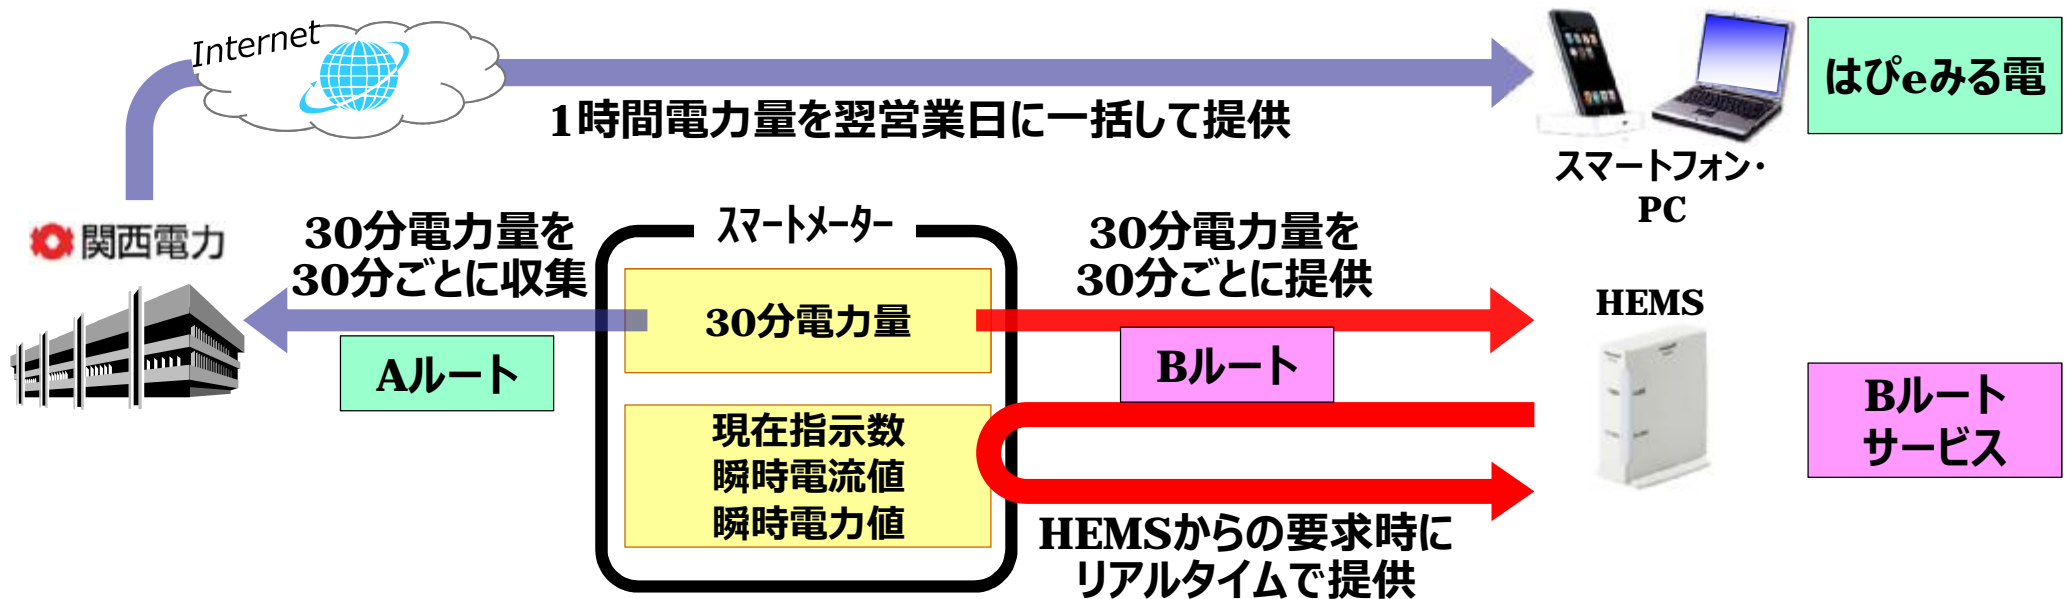 Internet
1時間電力量を翌営業日に一括して提供
はぴeみる電
スマートフォン・
PC
関西電力
30分電力量を
30分ごとに収集
Aルート
スマートメーター
30分電力量
現在指示数
瞬時電流値
瞬時電力値
30分電力量を
30分ごとに提供
Bルート
HEMS
HEMSからの要求時に
リアルタイムで提供
Bルート
サービス